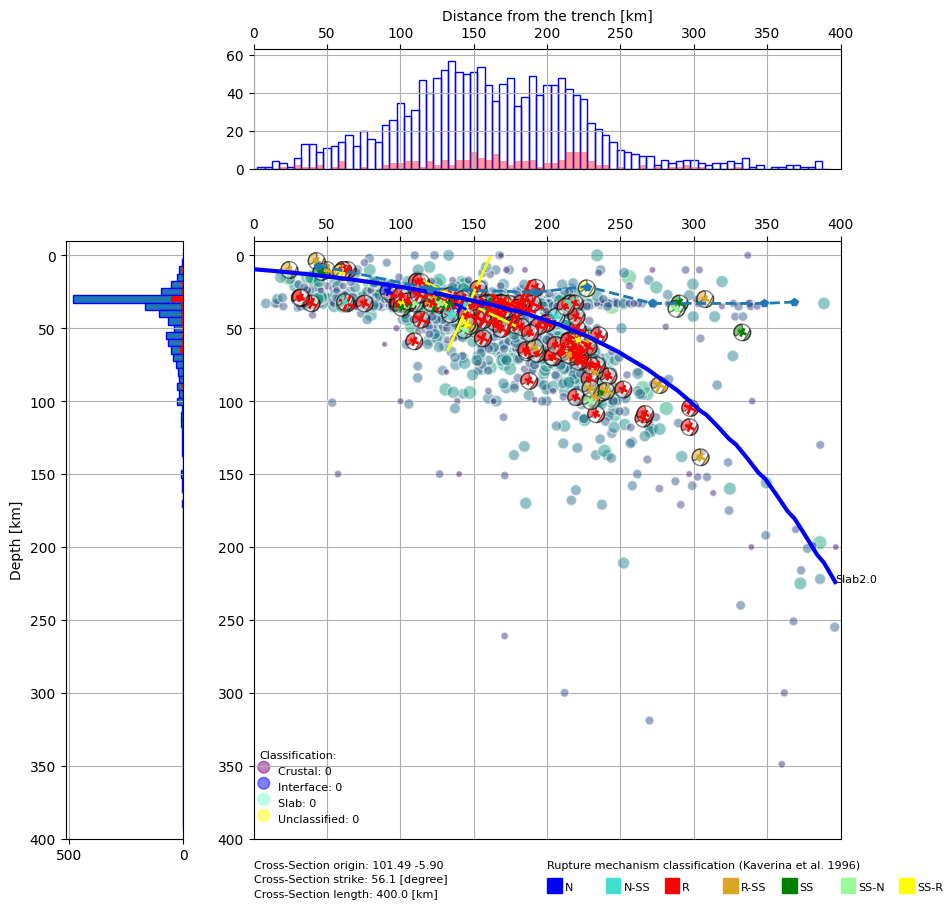 Distance from the trench [km]
0 50 100 150 200 250 300 350 400
60
40
20
0
0 50 100 150 200 250 300 350 400
0 0
50 50
100 100
150 150
200 200
250 250
300 300
350 350
400 400
Depth [km]
500 0
Slab2.0
Classification:
Crustal: 0
Interface: 0
Slab: 0
Unclassified: 0
Cross-Section origin: 101.49 -5.90
Cross-Section strike: 56.1 [degree]
Cross-Section length: 400.0 [km]
Rupture mechanism classification (Kaverina et al. 1996)
N N-SS R R-SS SS SS-N SS-R